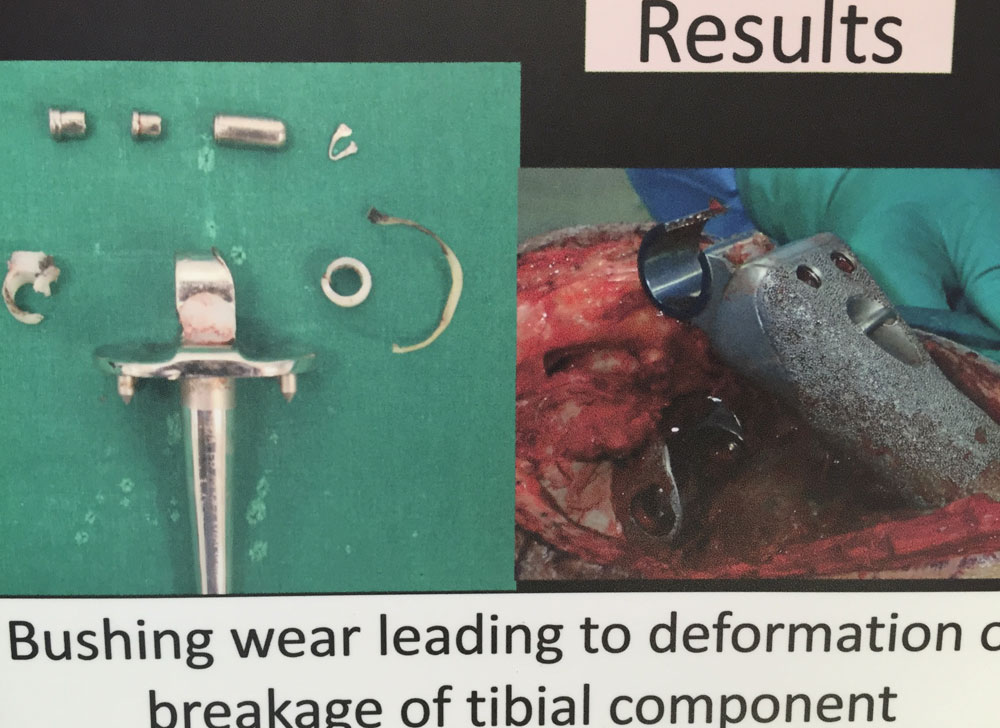 Results
Bushing wear leading to deformation
breakage of tibial component